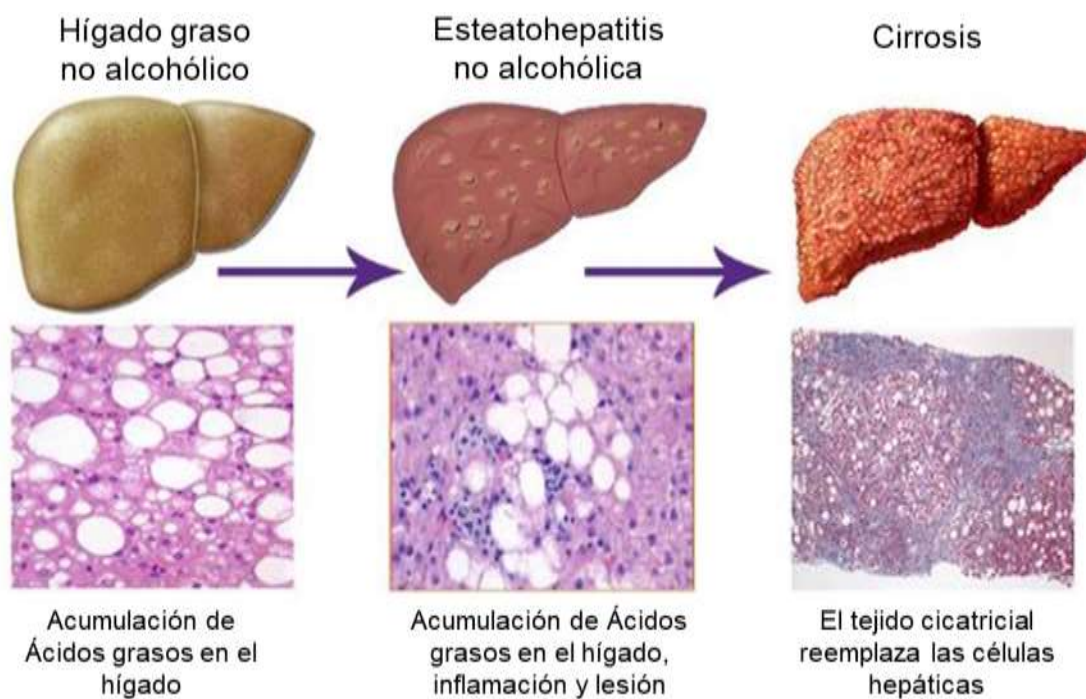 Hígado graso
no alcohólico
Esteatohepatitis
no alcohólica
Cirrosis
Acumulación de
Ácidos grasos en el
hígado
Acumulación de Ácidos
grasos en el hígado,
inflamación y lesión
El tejido cicatricial
reemplaza las células
hepáticas